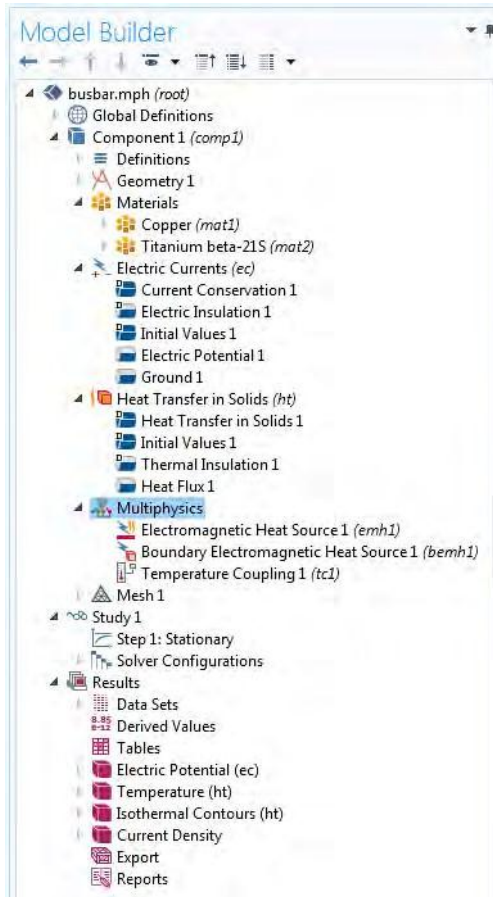 Model Builder
busbar.mph (root)
Global Definitions
Component 1 (comp1)
Definitions
Geometry 1
Materials
Copper (mat1)
Titanium beta-21S (mat2)
Electric Currents (ec)
Current Conservation 1
Electric Insulation 1
Initial Values 1
Electric Potential 1
Ground 1
Heat Transfer in Solids (ht)
Heat Transfer in Solids 1
Initial Values 1
Thermal Insulation 1
Heat Flux 1
Multiphysics
Electromagnetic Heat Source 1 (emh1)
Boundary Electromagnetic Heat Source 1 (bemh1)
Temperature Coupling 1 (tc1)
Mesh 1
Study 1
Step 1: Stationary
Solver Configurations
Results
Data Sets
8.85
e-12 Derived Values
Tables
Electric Potential (ec)
Temperature (ht)
Isothermal Contours (ht)
Current Density
Export
Reports